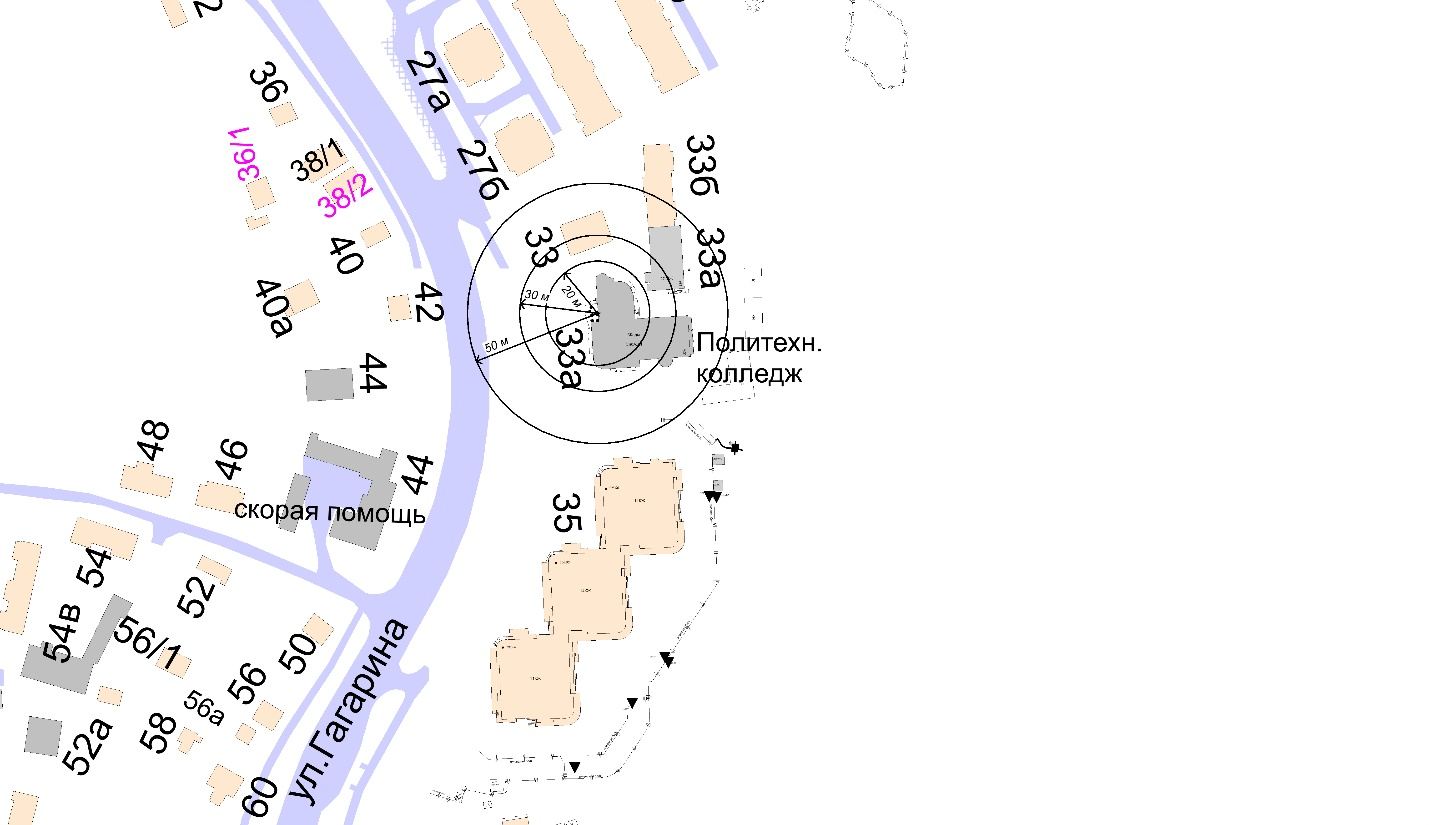 27а
36
36/1
38/1
38/2
27б
33б
40
33
33а
40а
42
30 м
20 м
50 м
33а
Политехн.
колледж
44
48
46
44
скорая помощь
35
54
52
54в
56/1
50
56
56а
58
52а
ул.Гагарина
60